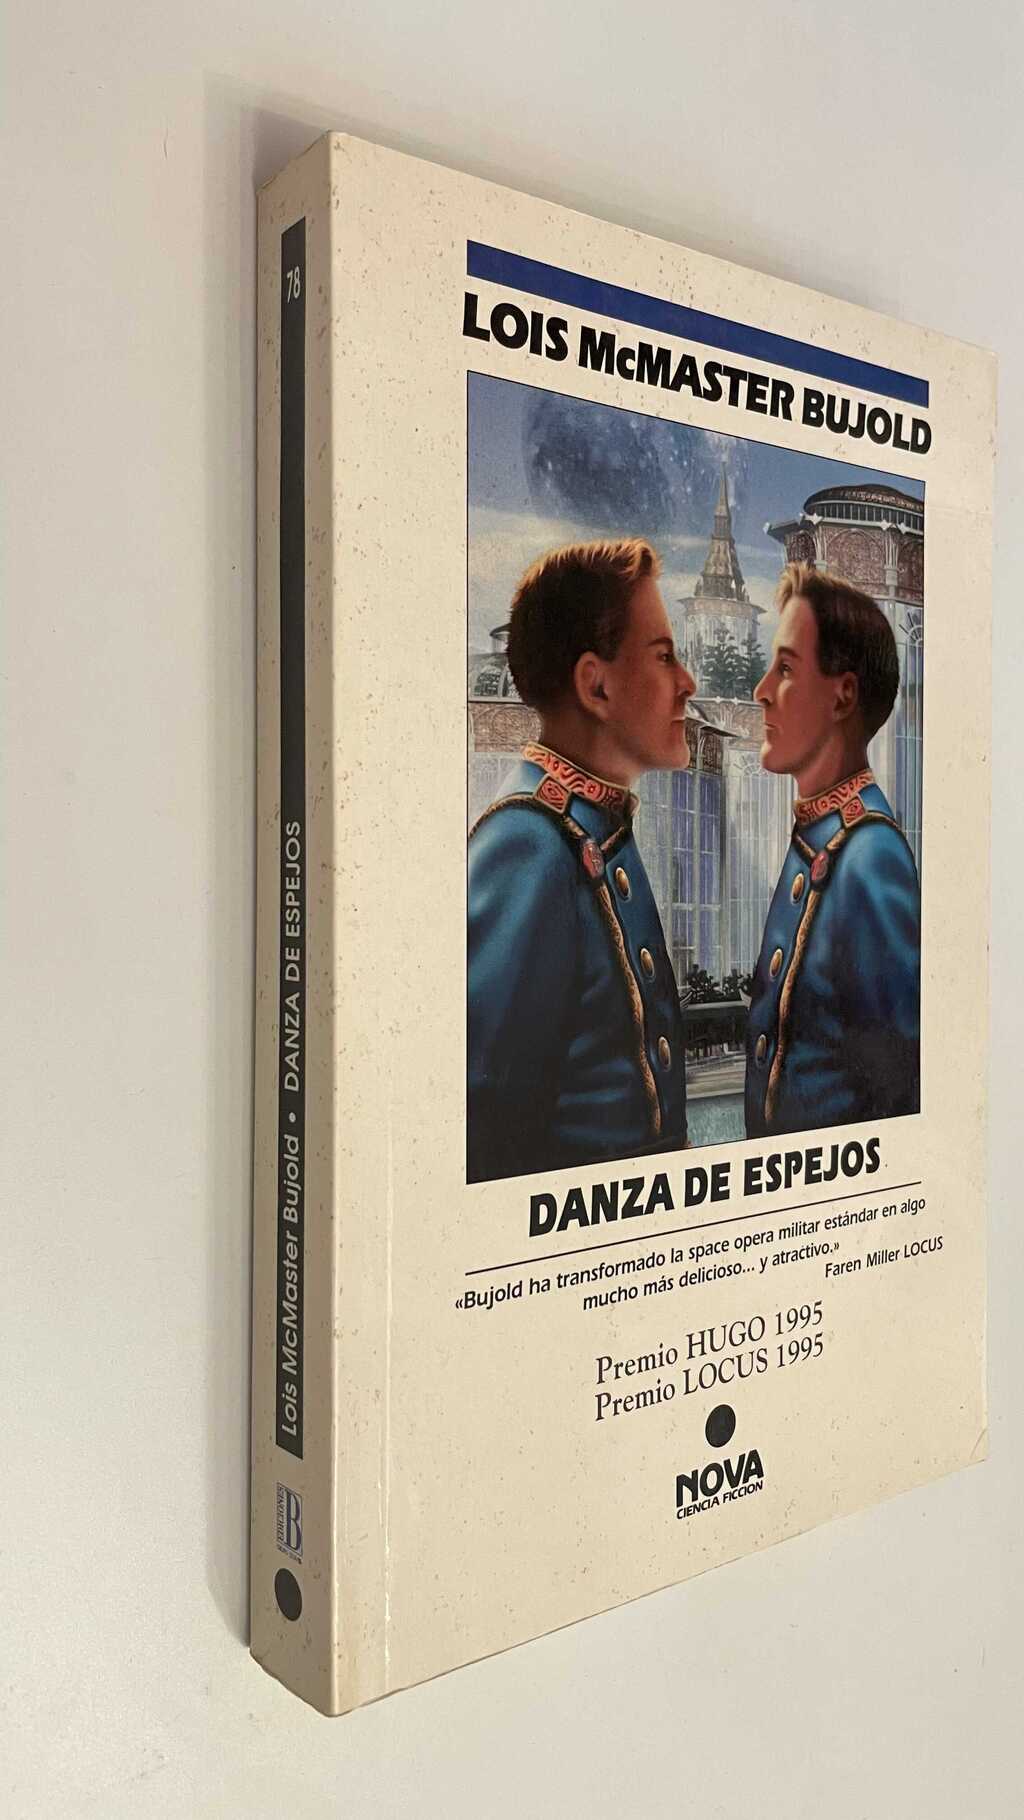 78
Lois McMaster Bujold • DANZA DE ESPEJOS
B
EDICIONES
LOIS McMASTER BUJOLD
DANZA DE ESPEJOS
«Bujold ha transformado la space opera militar estándar en algo
mucho más delicioso... y atractivo.»
Faren Miller LOCUS
Premio HUGO 1995
Premio LOCUS 1995
NOVA
CIENCIA FICCION